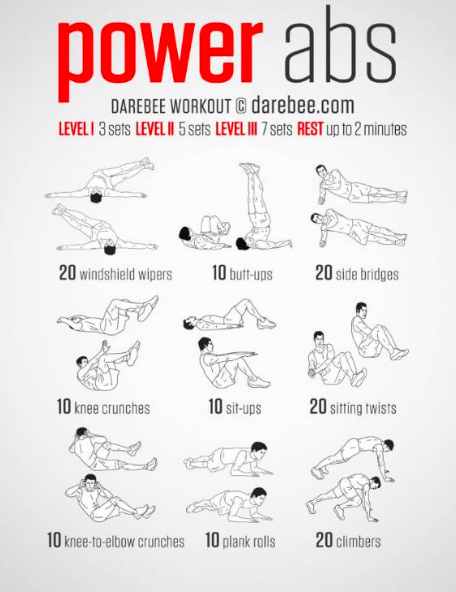 power abs
DAREBEE WORKOUT © darebee.com
LEVEL I 3 sets LEVEL II 5 sets LEVEL III 7 sets REST up to 2 minutes
20 windshield wipers
10 butt-ups
20 side bridges
10 knee crunches
10 sit-ups
20 sitting twists
10 knee-to-elbow crunches
10 plank rolls
20 climbers